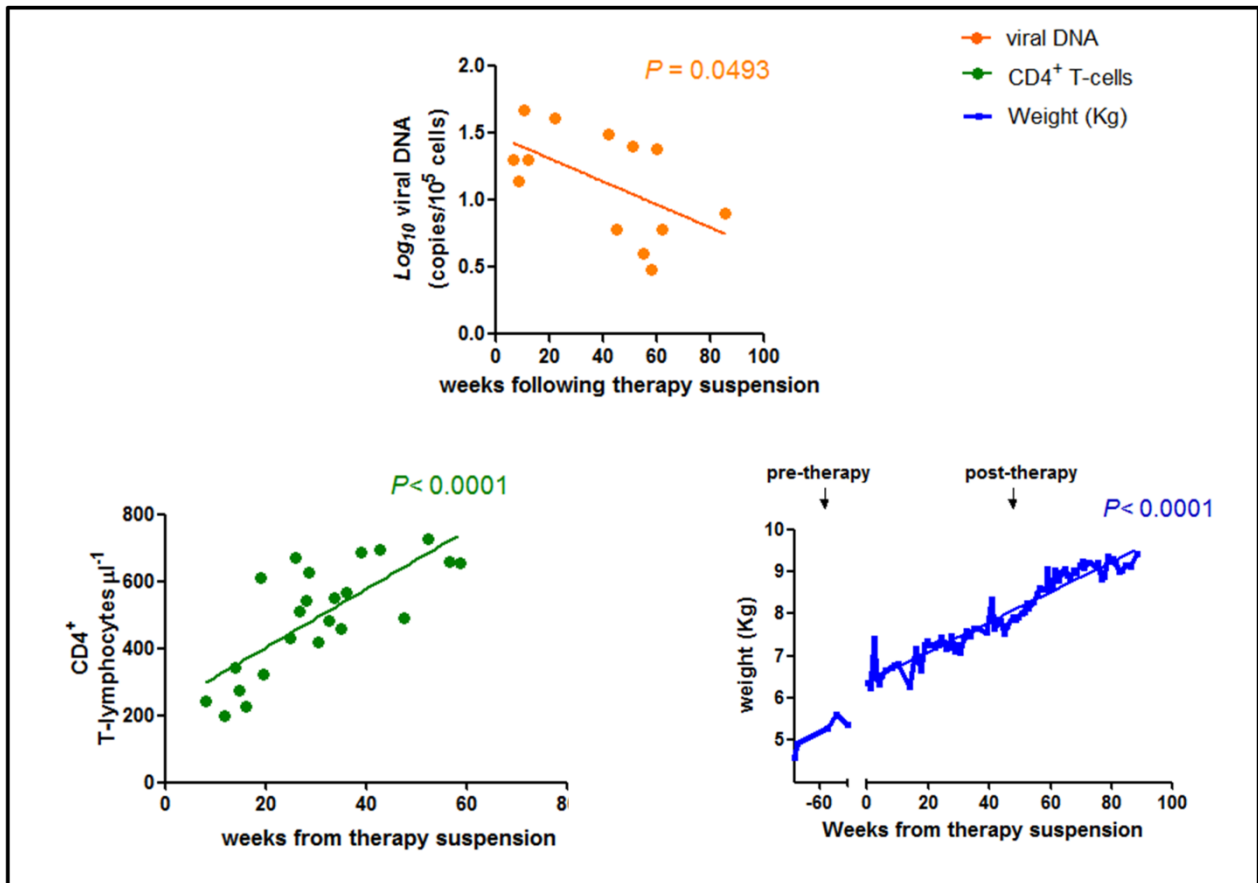 viral DNA
CD4⁺ T-cells
Weight (Kg)
P = 0.0493
Log₁₀ viral DNA
(copies/10⁵ cells)
2.0
1.5
1.0
0.5
0.0
0 20 40 60 80 100
weeks following therapy suspension
P< 0.0001
CD4⁺
T-lymphocytes μl⁻¹
800
600
400
200
0
0 20 40 60 8
weeks from therapy suspension
pre-therapy post-therapy
P< 0.0001
weight (Kg)
10
9
8
7
6
5
-60 0 20 40 60 80 100
Weeks from therapy suspension